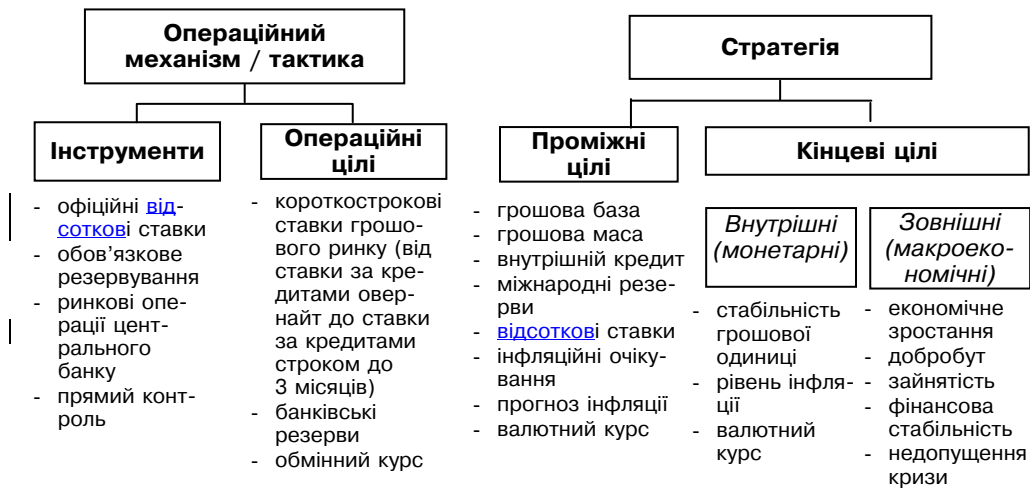 Операційний
механізм / тактика
Інструменти
- офіційні від-
соткові ставки
- обов’язкове
резервування
- ринкові опе-
рації цент-
рального
банку
- прямий конт-
роль
Операційні
цілі
- короткострокові
ставки грошо-
вого ринку (від
ставки за кре-
дитами овер-
найт до ставки
за кредитами
строком до
3 місяців)
- банківські
резерви
- обмінний курс
Стратегія
Проміжні
цілі
- грошова база
- грошова маса
- внутрішній кредит
- міжнародні резе-
рви
- відсоткові ставки
- інфляційні очіку-
вання
- прогноз інфляції
- валютний курс
Кінцеві цілі
Внутрішні
(монетарні)
- стабільність
грошової
одиниці
- рівень інфля-
ції
- валютний
курс
Зовнішні
(макроеко-
номічні)
- економічне
зростання
- добробут
- зайнятість
- фінансова
стабільність
- недопущення
кризи